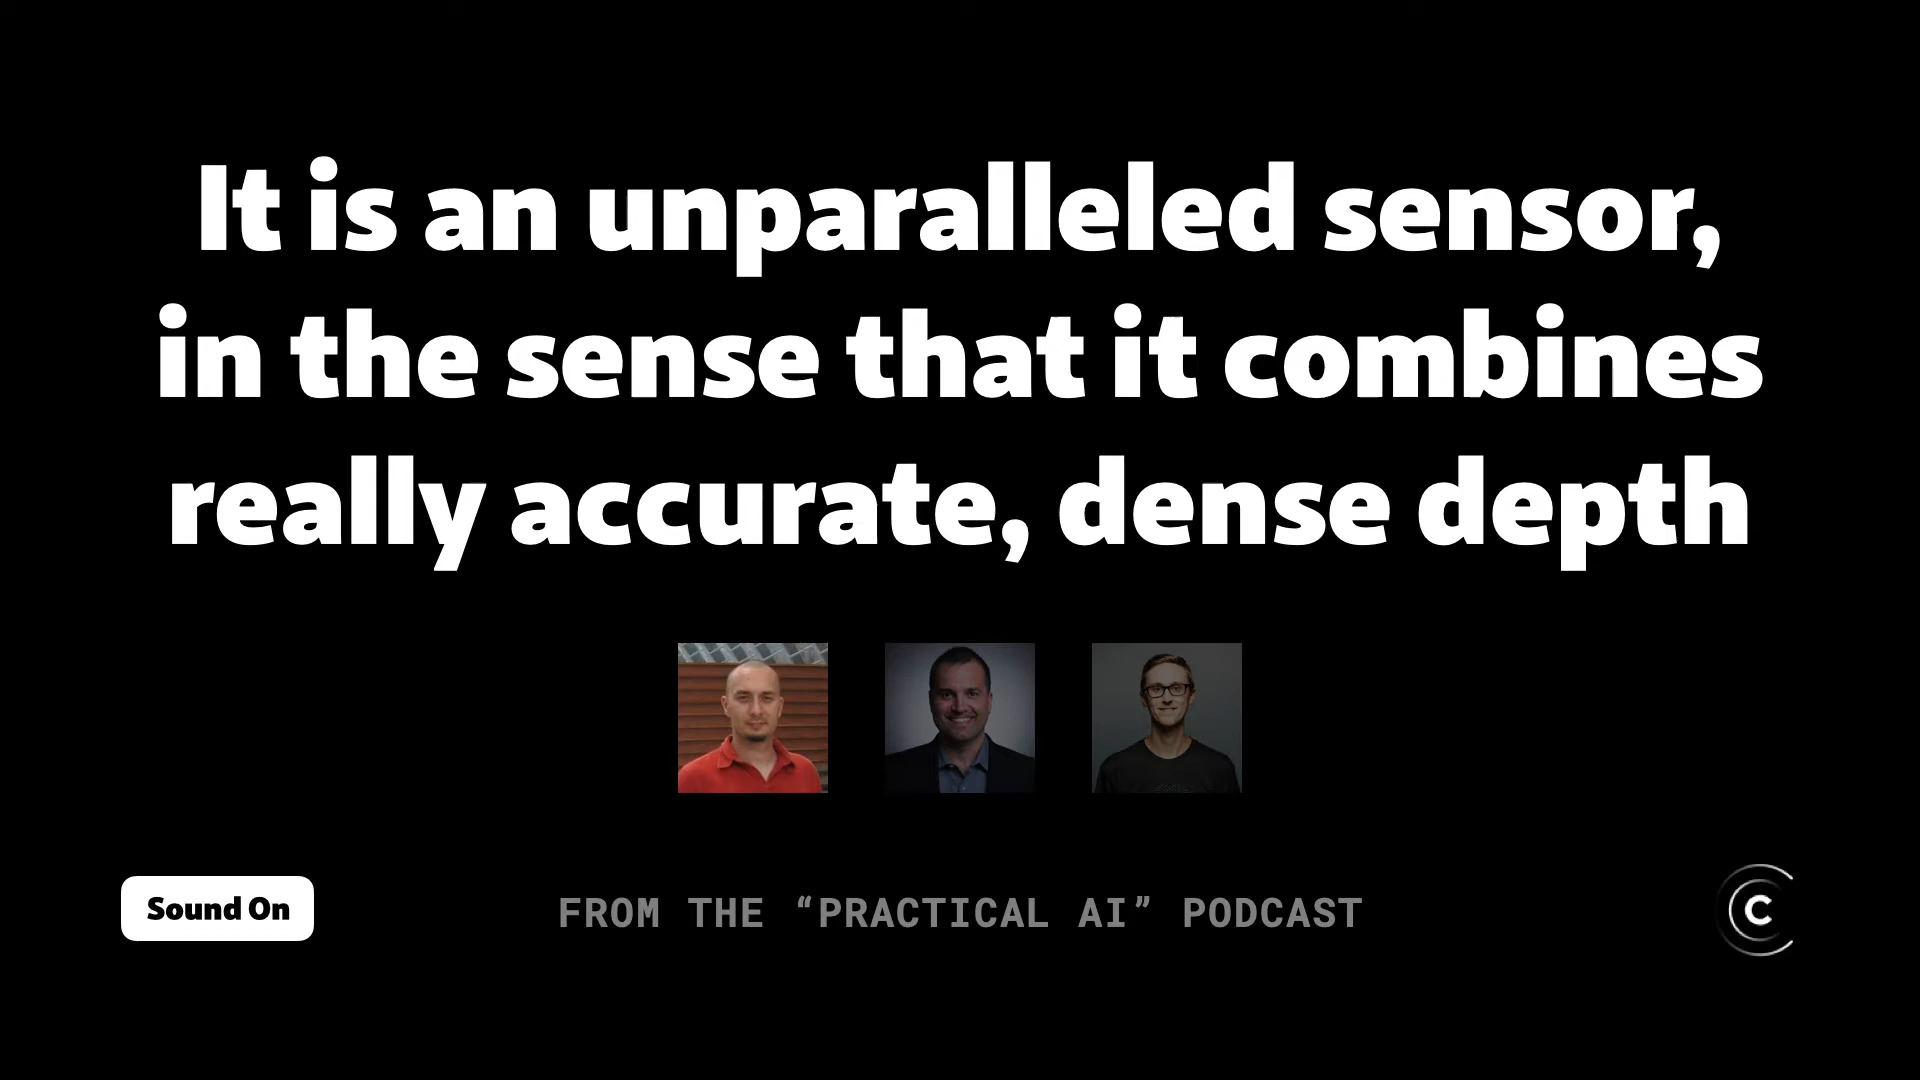 It is an unparalleled sensor,
in the sense that it combines
really accurate, dense depth
Sound On
FROM THE “PRACTICAL AI” PODCAST
C